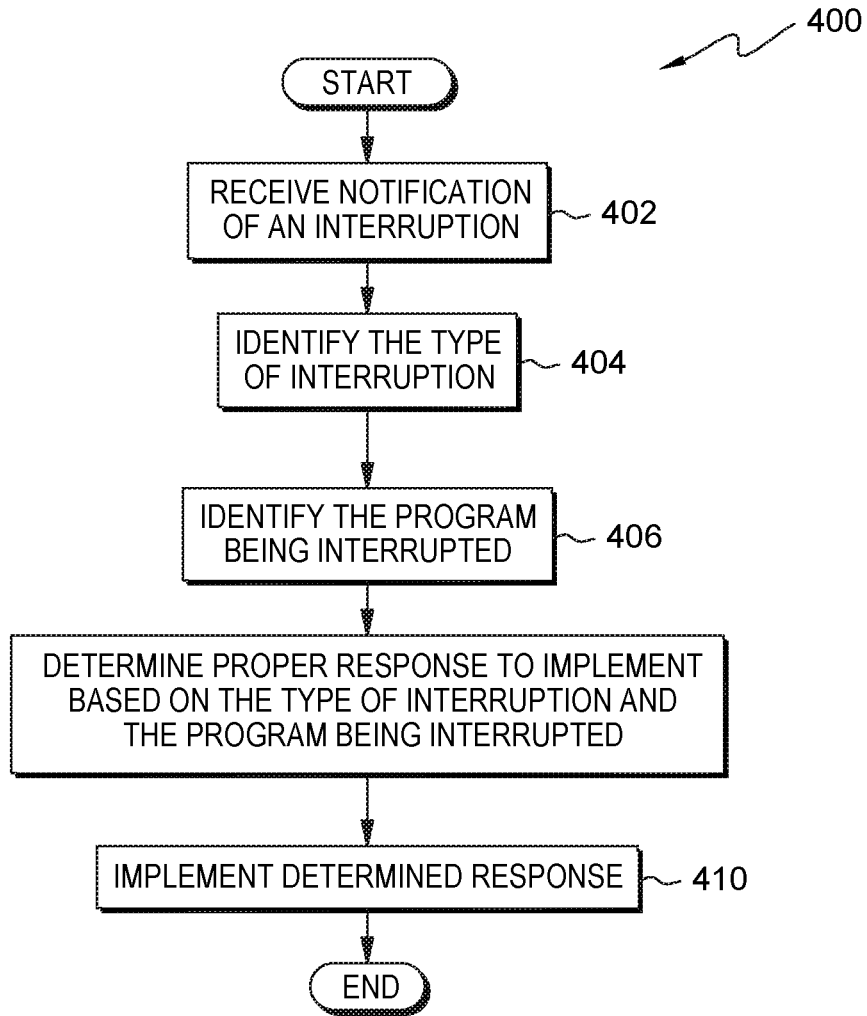 400
START
RECEIVE NOTIFICATION
OF AN INTERRUPTION
402
IDENTIFY THE TYPE
OF INTERRUPTION
404
IDENTIFY THE PROGRAM
BEING INTERRUPTED
406
DETERMINE PROPER RESPONSE TO IMPLEMENT
BASED ON THE TYPE OF INTERRUPTION AND
THE PROGRAM BEING INTERRUPTED
IMPLEMENT DETERMINED RESPONSE
410
END